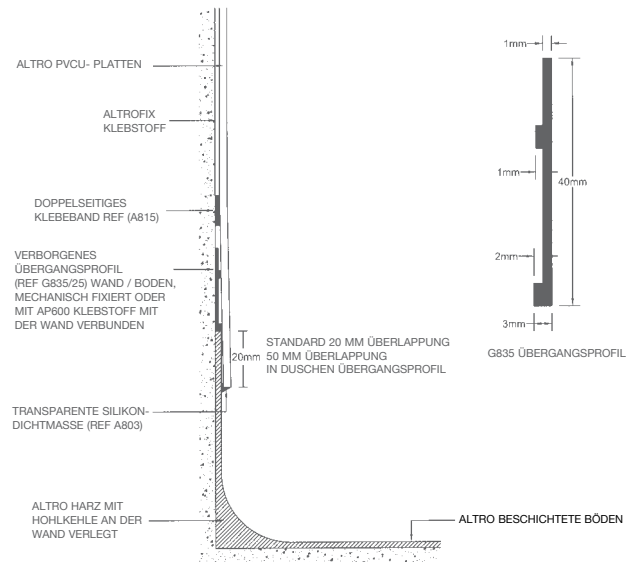 ALTRO PVCU- PLATTEN
ALTROFIX
KLEBSTOFF
DOPPELSEITIGES
KLEBEBAND REF (A815)
VERBORGENES
ÜBERGANGSPROFIL
(REF G835/25) WAND / BODEN,
MECHANISCH FIXIERT ODER
MIT AP600 KLEBSTOFF MIT
DER WAND VERBUNDEN
20mm
STANDARD 20 MM ÜBERLAPPUNG
50 MM ÜBERLAPPUNG
IN DUSCHEN ÜBERGANGSPROFIL
TRANSPARENTE SILIKON-
DICHTMASSE (REF A803)
ALTRO HARZ MIT
HOHLKEHLE AN DER
WAND VERLEGT
ALTRO BESCHICHTETE BÖDEN
1mm
1mm
40mm
2mm
3mm
G835 ÜBERGANGSPROFIL